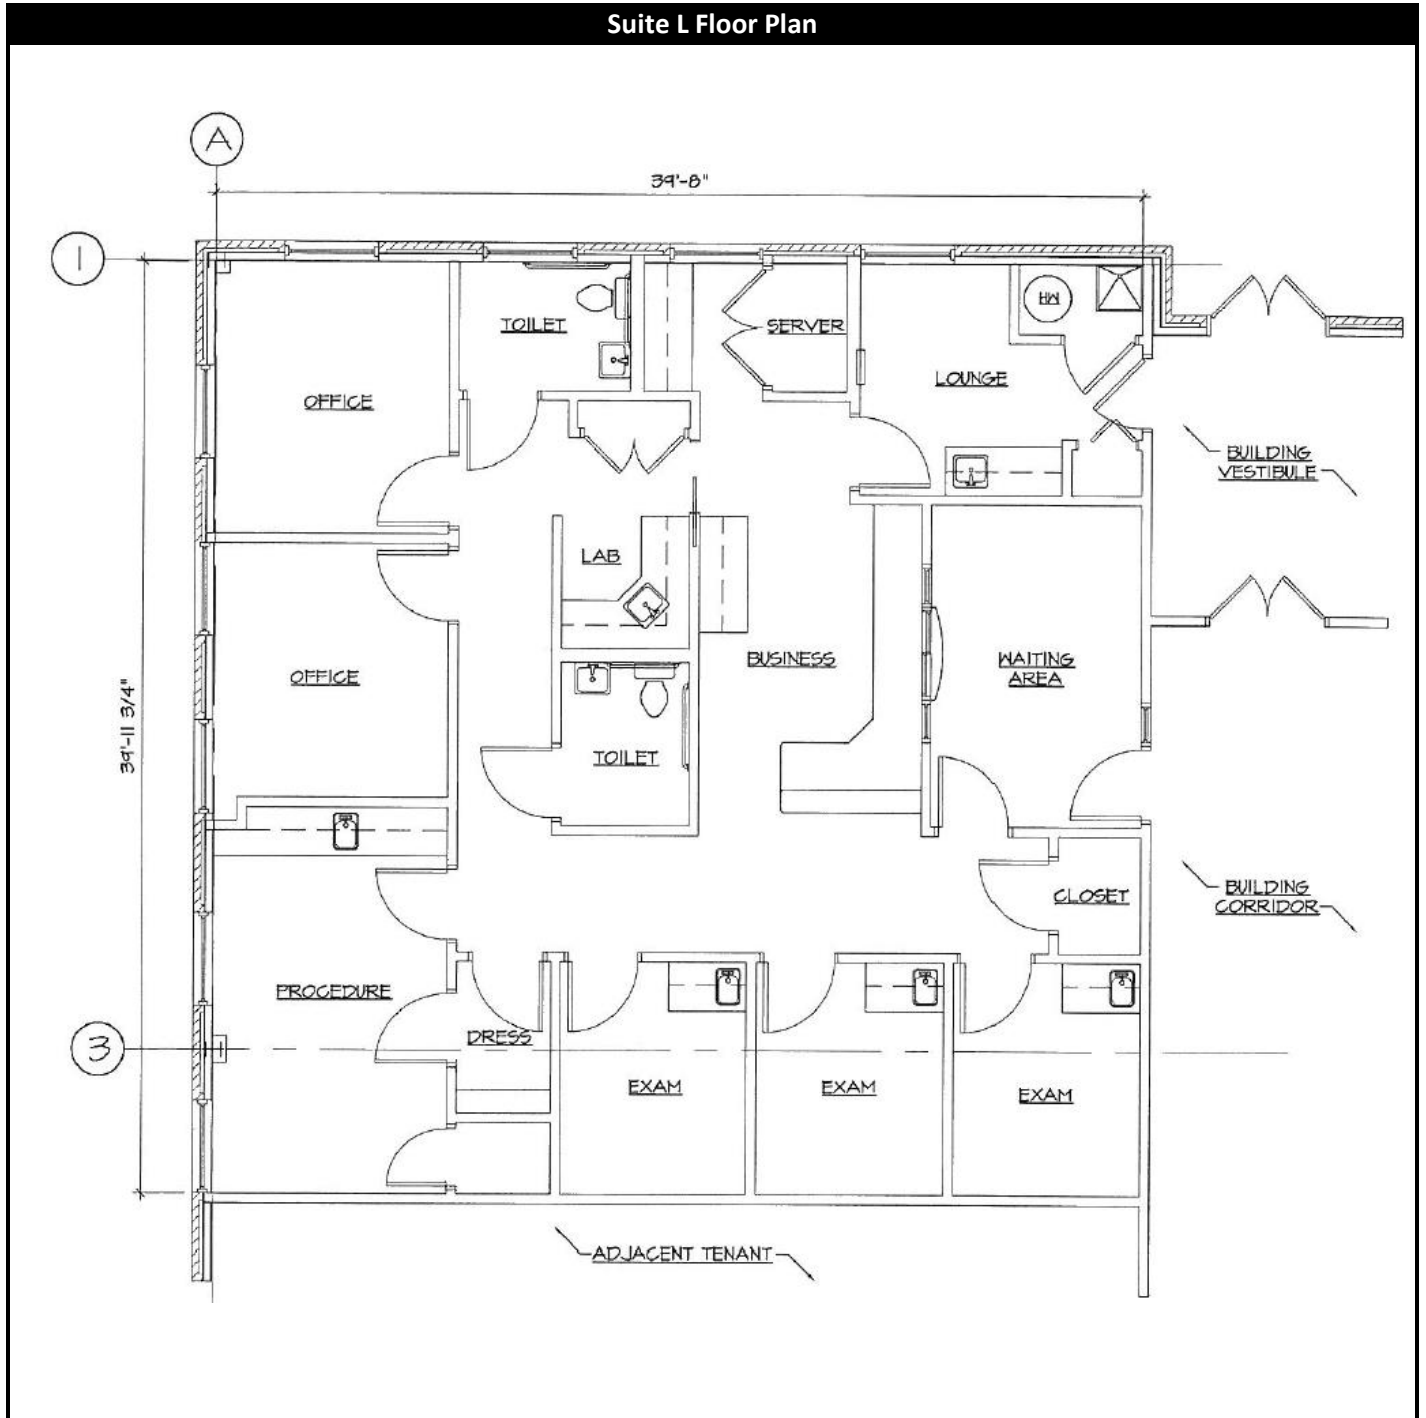 Suite L Floor Plan
A
39'-8"
1
TOILET
SERVER
HW
LOUNGE
OFFICE
BUILDING
VESTIBULE
LAB
BUSINESS
WAITING
AREA
OFFICE
39'-11 3/4"
TOILET
CLOSET
BUILDING
CORRIDOR
PROCEDURE
DRESS
3
EXAM
EXAM
EXAM
ADJACENT TENANT